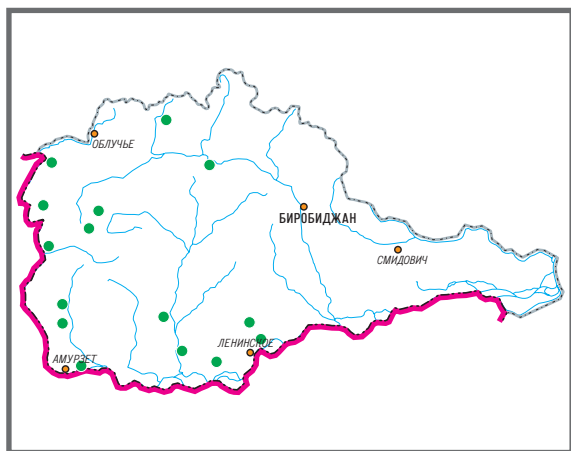 ОБЛУЧЬЕ
БИРОБИДЖАН
СМИДОВИЧ
ЛЕНИНСКОЕ
АМУРЗЕТ